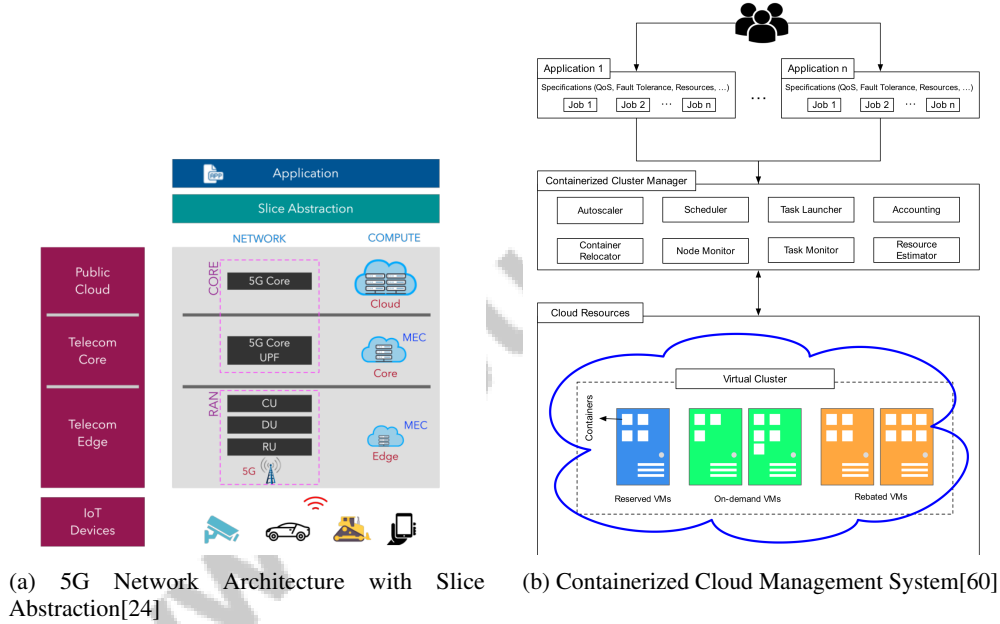 APP
Application
Slice Abstraction
NETWORK
COMPUTE
Public
Cloud
CORE
5G Core
Cloud
Telecom
Core
5G Core
UPF
MEC
Core
Telecom
Edge
RAN
CU
DU
RU
5G
MEC
Edge
IoT
Devices
(a) 5G Network Architecture with Slice
Abstraction[24]
Application 1
Specifications (QoS, Fault Tolerance, Resources, ...)
Job 1 Job 2 ... Job n
...
Application n
Specifications (QoS, Fault Tolerance, Resources, ...)
Job 1 Job 2 ... Job n
Containerized Cluster Manager
Autoscaler
Scheduler
Task Launcher
Accounting
Container
Relocator
Node Monitor
Task Monitor
Resource
Estimator
Cloud Resources
Virtual Cluster
Containers
Reserved VMs
On-demand VMs
Rebated VMs
(b) Containerized Cloud Management System[60]